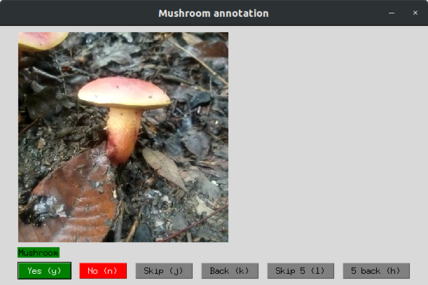 Mushroom annotation
Mushroom
Yes (y)
No (n)
Skip (j)
Back (k)
Skip 5 (l)
5 back (h)